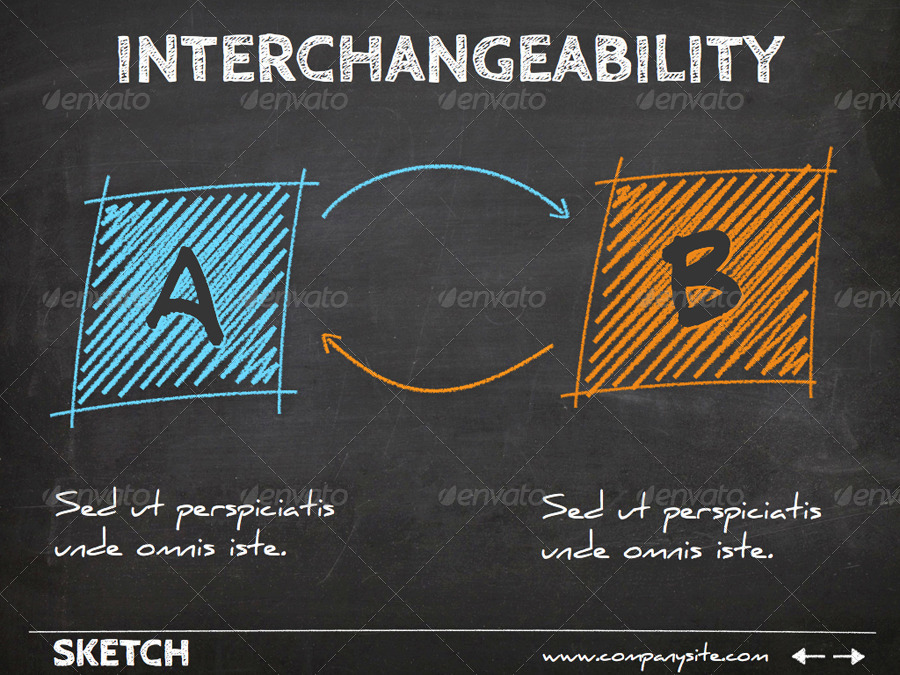 INTERCHANGEABILITY
envato envato envato envato envato
A
B
envato envato envato envato envato
Sed ut perspiciatis
unde omnis iste.
Sed ut perspiciatis
unde omnis iste.
envato envato envato envato envato
SKETCH
www.companysite.com